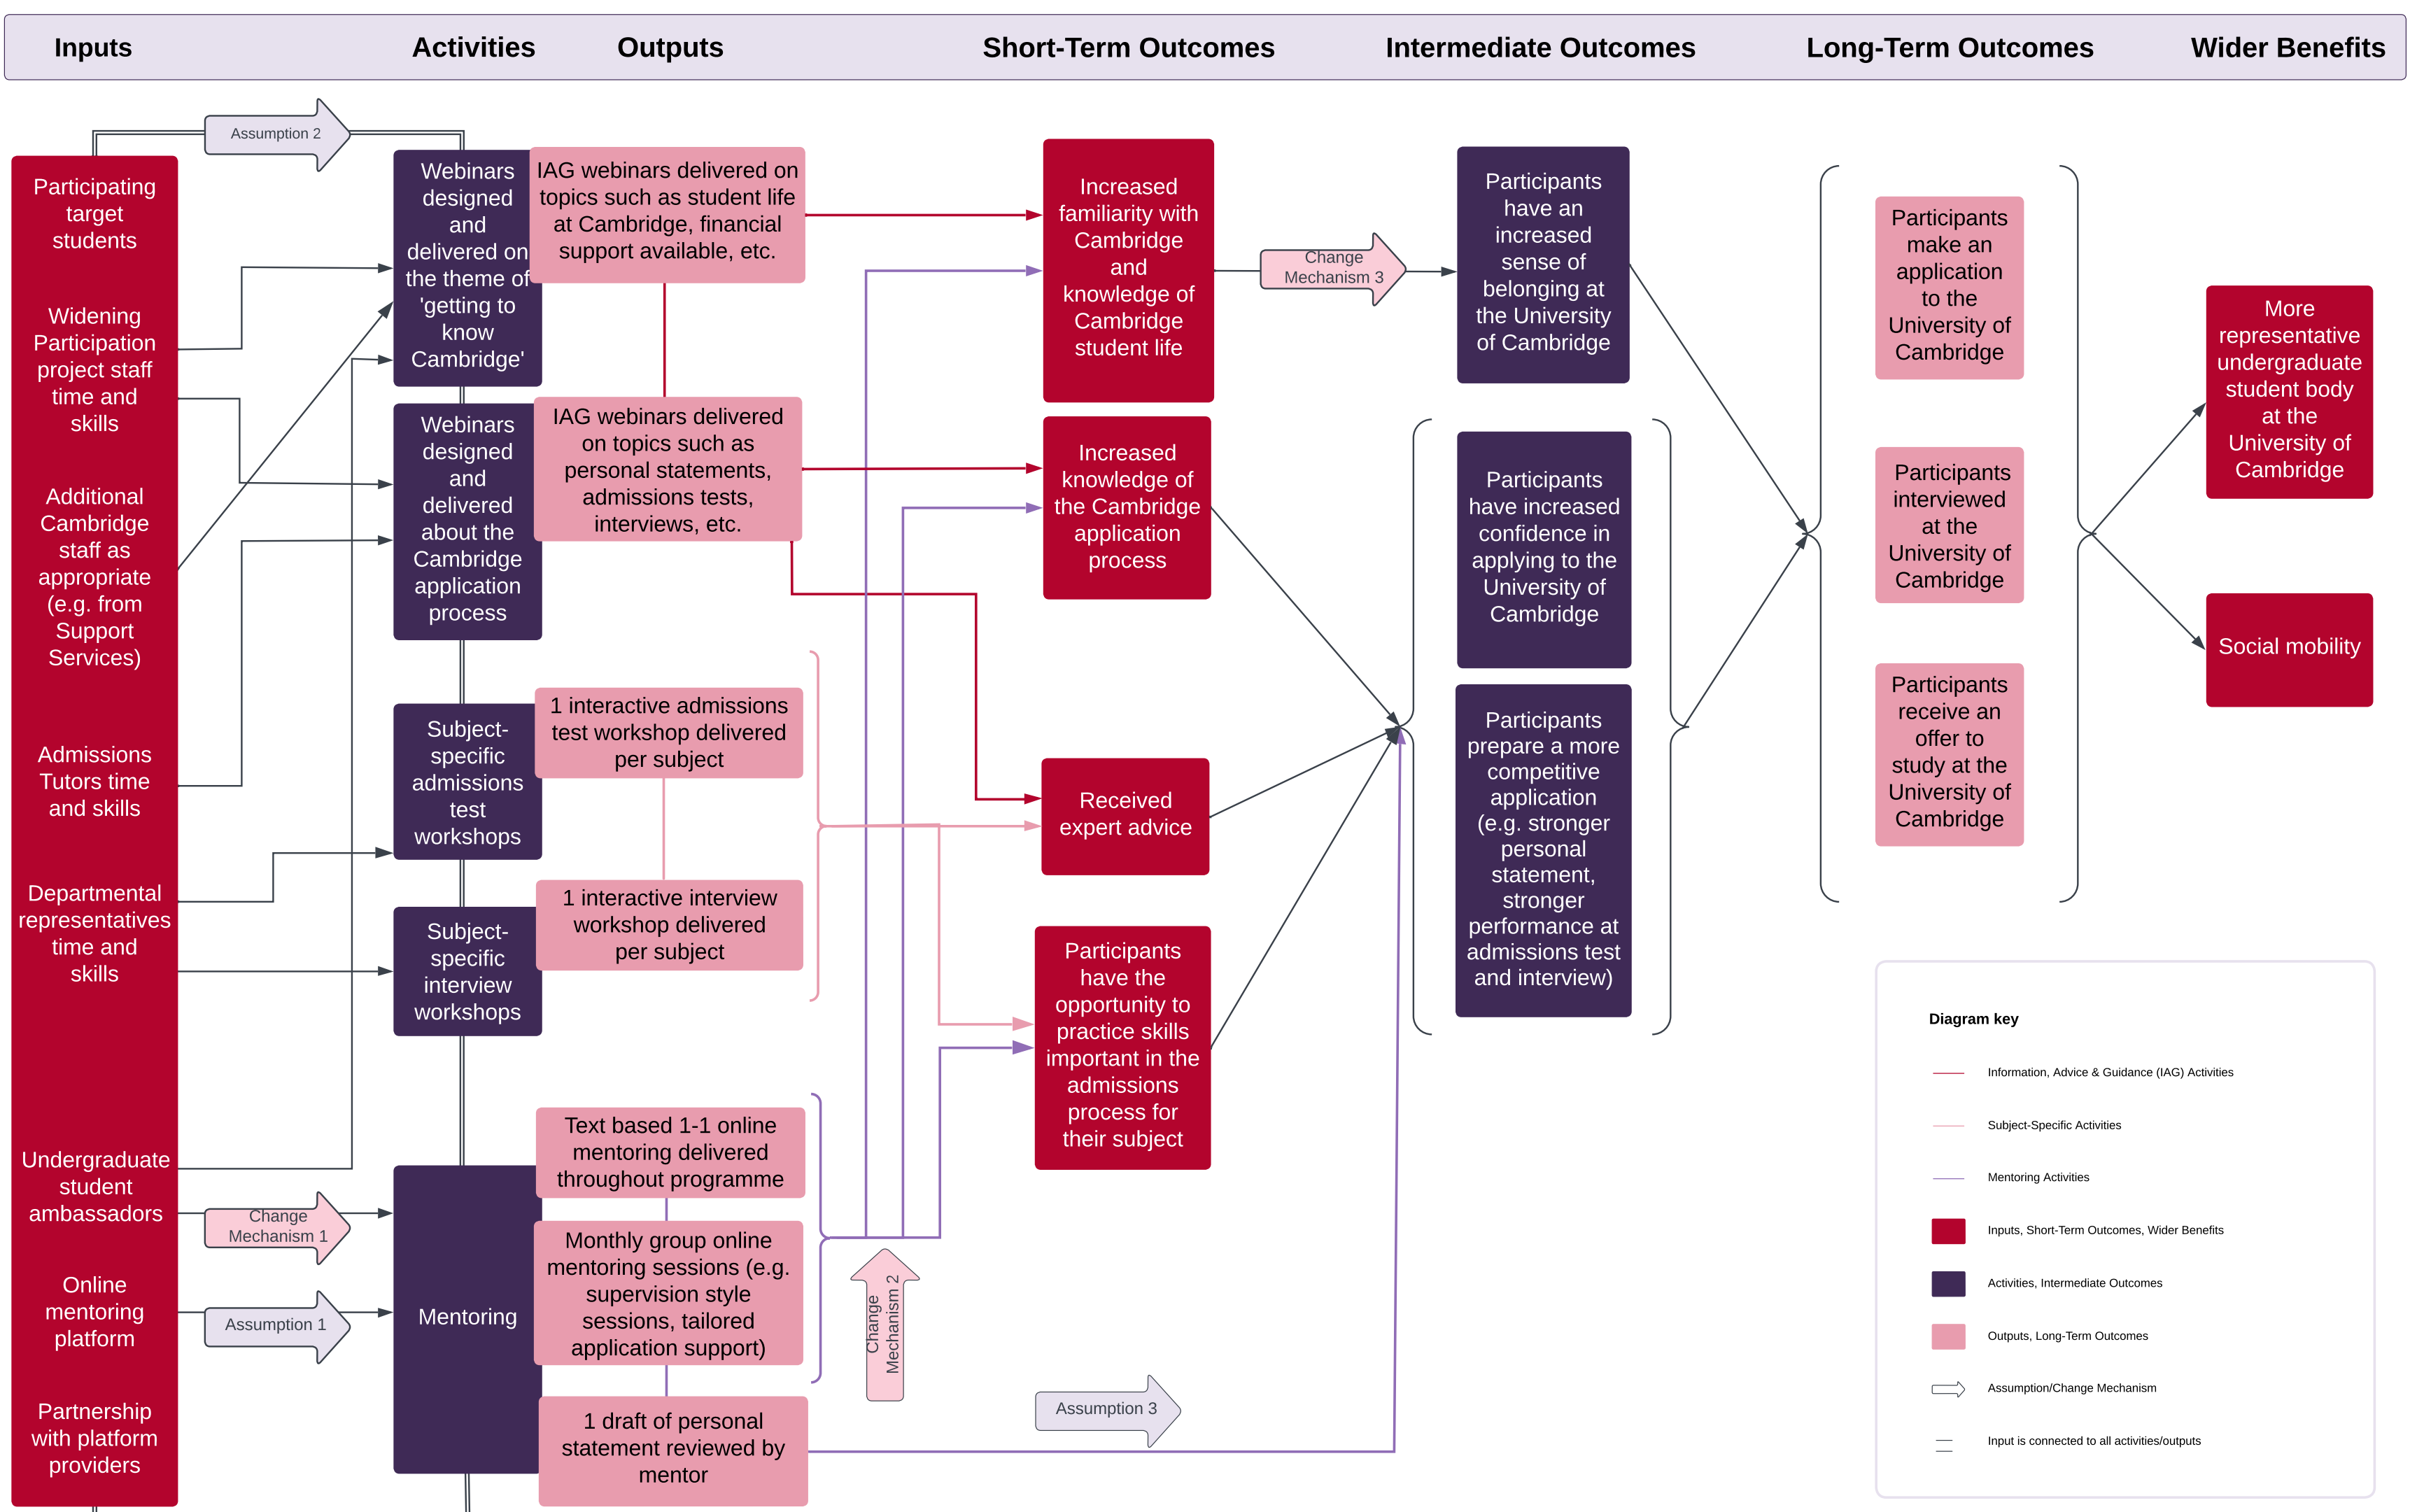 Inputs
Activities
Outputs
Short-Term Outcomes
Intermediate Outcomes
Long-Term Outcomes
Wider Benefits
Assumption 2
Participating
target
students
Widening
Participation
project staff
time and
skills
Additional
Cambridge
staff as
appropriate
(e.g. from
Support
Services)
Admissions
Tutors time
and skills
Departmental
representatives
time and
skills
Undergraduate
student
ambassadors
Online
mentoring
platform
Partnership
with platform
providers
Change
Mechanism 1
Assumption 1
Webinars
designed
and
delivered on
the theme of
'getting to
know
Cambridge'
Webinars
designed
and
delivered
about the
Cambridge
application
process
Subject-
specific
admissions
test
workshops
Subject-
specific
interview
workshops
Mentoring
IAG webinars delivered on
topics such as student life
at Cambridge, financial
support available, etc.
IAG webinars delivered
on topics such as
personal statements,
admissions tests,
interviews, etc.
1 interactive admissions
test workshop delivered
per subject
1 interactive interview
workshop delivered
per subject
Text based 1-1 online
mentoring delivered
throughout programme
Monthly group online
mentoring sessions (e.g.
supervision style
sessions, tailored
application support)
1 draft of personal
statement reviewed by
mentor
Change
Mechanism 2
Increased
familiarity with
Cambridge
and
knowledge of
Cambridge
student life
Increased
knowledge of
the Cambridge
application
process
Received
expert advice
Participants
have the
opportunity to
practice skills
important in the
admissions
process for
their subject
Assumption 3
Change
Mechanism 3
Participants
have an
increased
sense of
belonging at
the University
of Cambridge
Participants
have increased
confidence in
applying to the
University of
Cambridge
Participants
prepare a more
competitive
application
(e.g. stronger
personal
statement,
stronger
performance at
admissions test
and interview)
Participants
make an
application
to the
University of
Cambridge
Participants
interviewed
at the
University of
Cambridge
Participants
receive an
offer to
study at the
University of
Cambridge
More
representative
undergraduate
student body
at the
University of
Cambridge
Social mobility
Diagram key
Information, Advice & Guidance (IAG) Activities
Subject-Specific Activities
Mentoring Activities
Inputs, Short-Term Outcomes, Wider Benefits
Activities, Intermediate Outcomes
Outputs, Long-Term Outcomes
Assumption/Change Mechanism
Input is connected to all activities/outputs